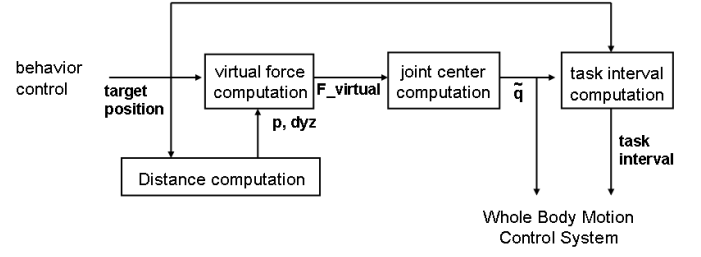 behavior
control
target
position
virtual force
computation
F_virtual
joint center
computation
q̃
task interval
computation
p, dyz
task
interval
Distance computation
Whole Body Motion
Control System